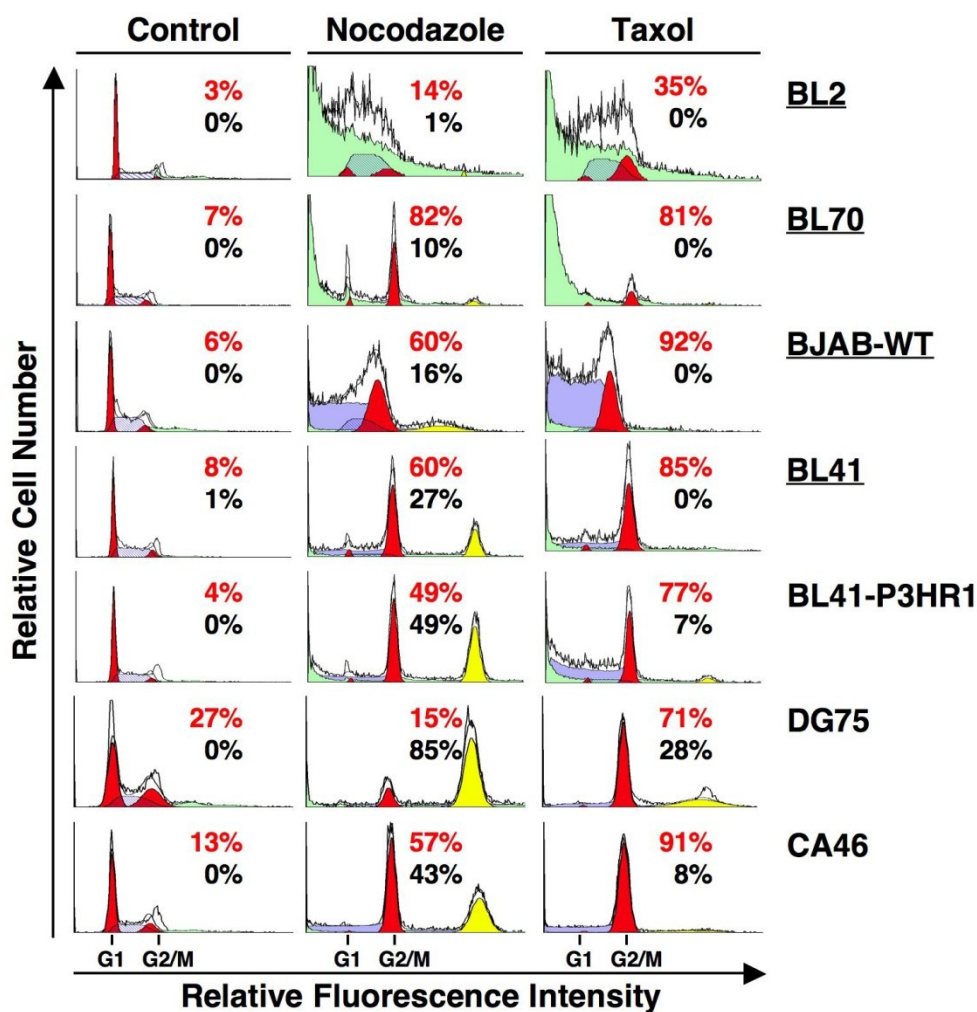 Control Nocodazole Taxol
3% 14% 35% BL2
0% 1% 0%
7% 82% 81% BL70
0% 10% 0%
6% 60% 92% BJAB-WT
0% 16% 0%
8% 60% 85% BL41
1% 27% 0%
4% 49% 77% BL41-P3HR1
0% 49% 7%
27% 15% 71% DG75
0% 85% 28%
13% 57% 91% CA46
0% 43% 8%
G1 G2/M G1 G2/M G1 G2/M
Relative Cell Number
Relative Fluorescence Intensity